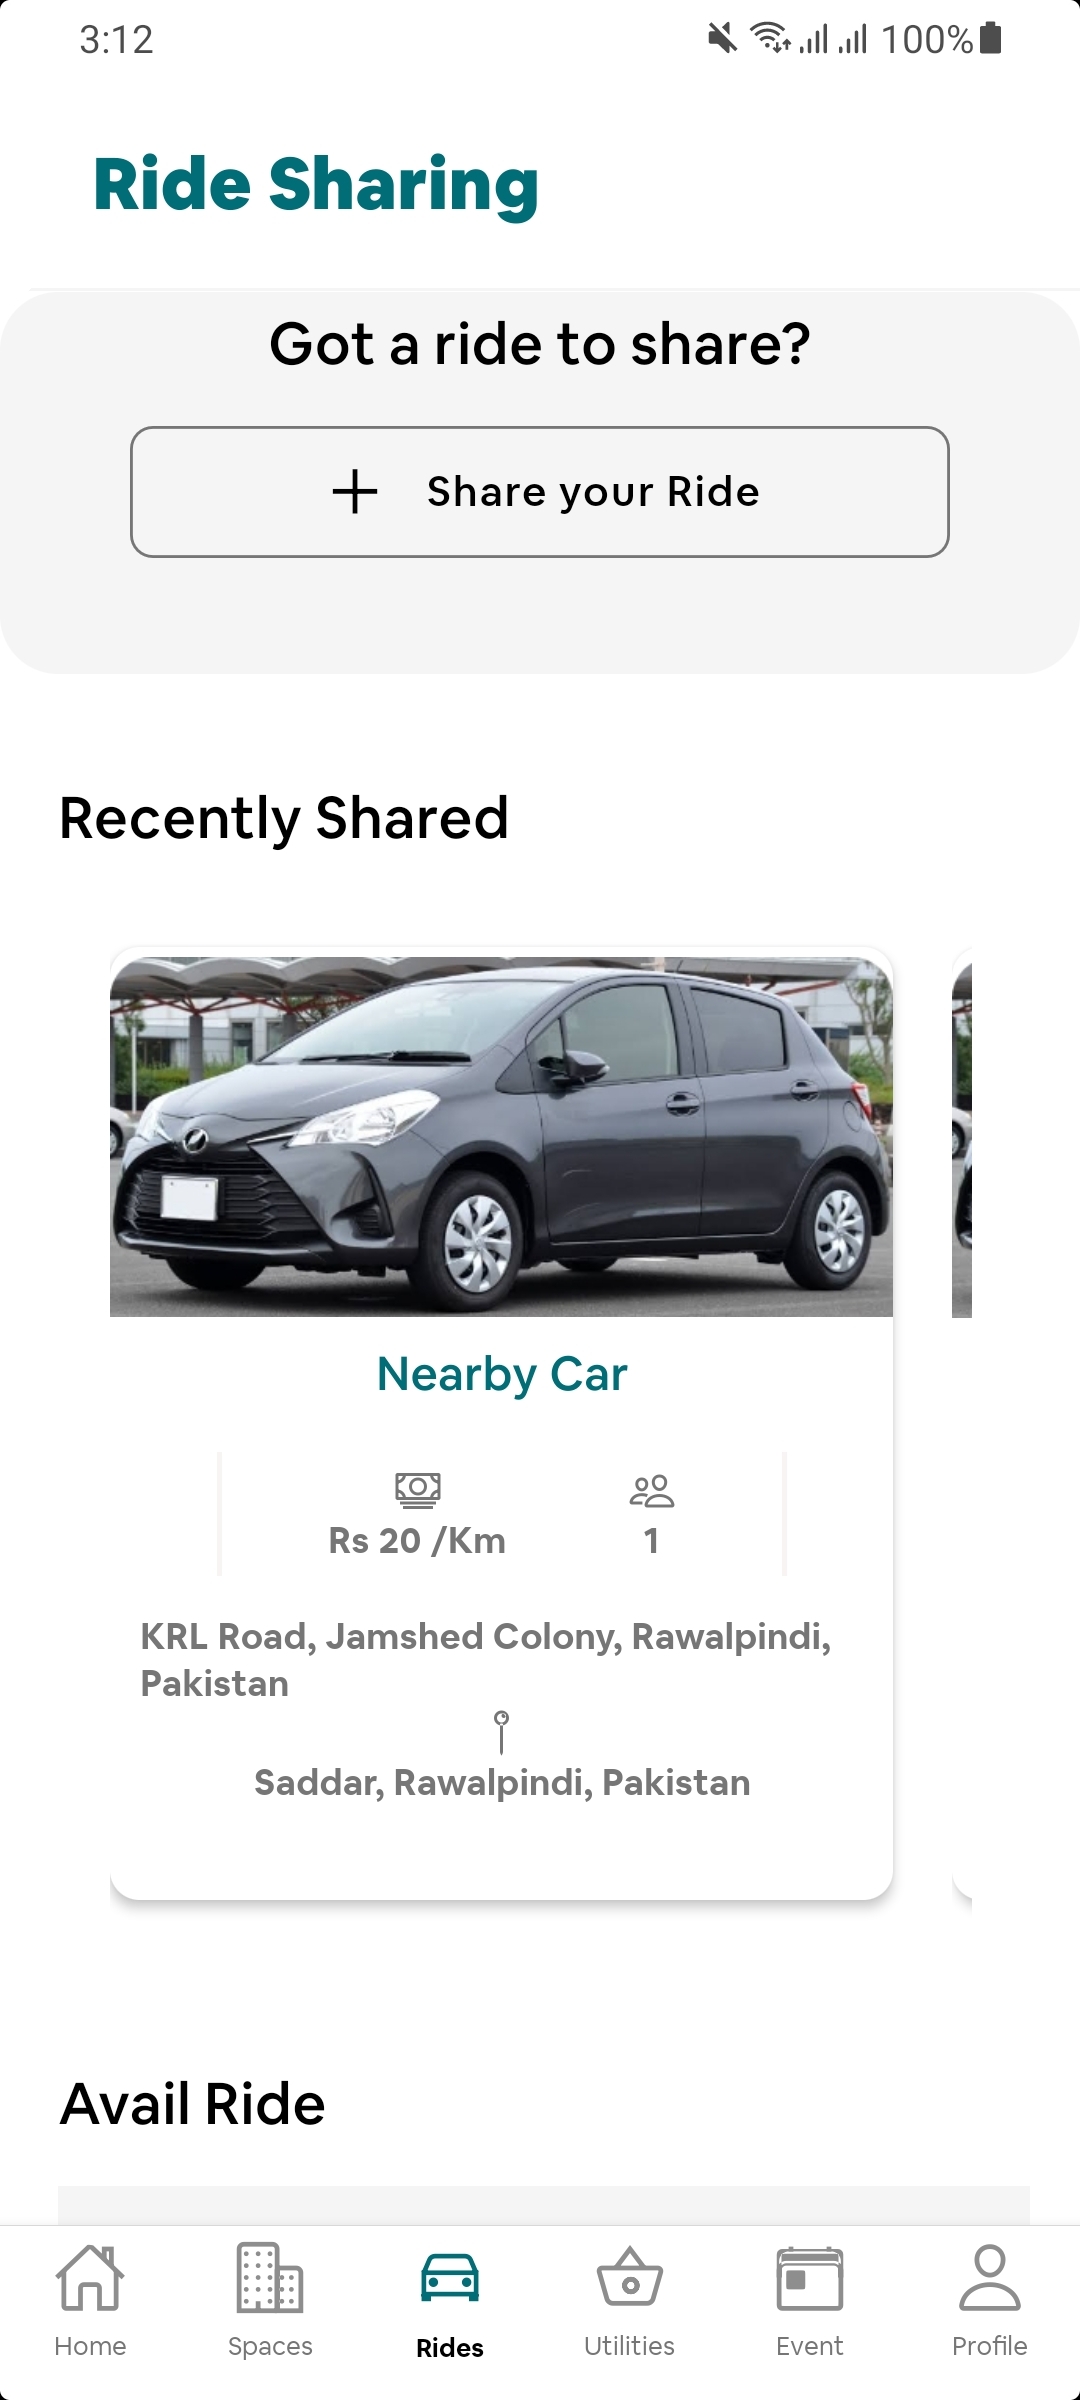 3:12
100%
Ride Sharing
Got a ride to share?
Share your Ride
Recently Shared
Nearby Car
Rs 20 /Km
1
KRL Road, Jamshed Colony, Rawalpindi,
Pakistan
Saddar, Rawalpindi, Pakistan
Avail Ride
Home
Spaces
Rides
Utilities
Event
Profile